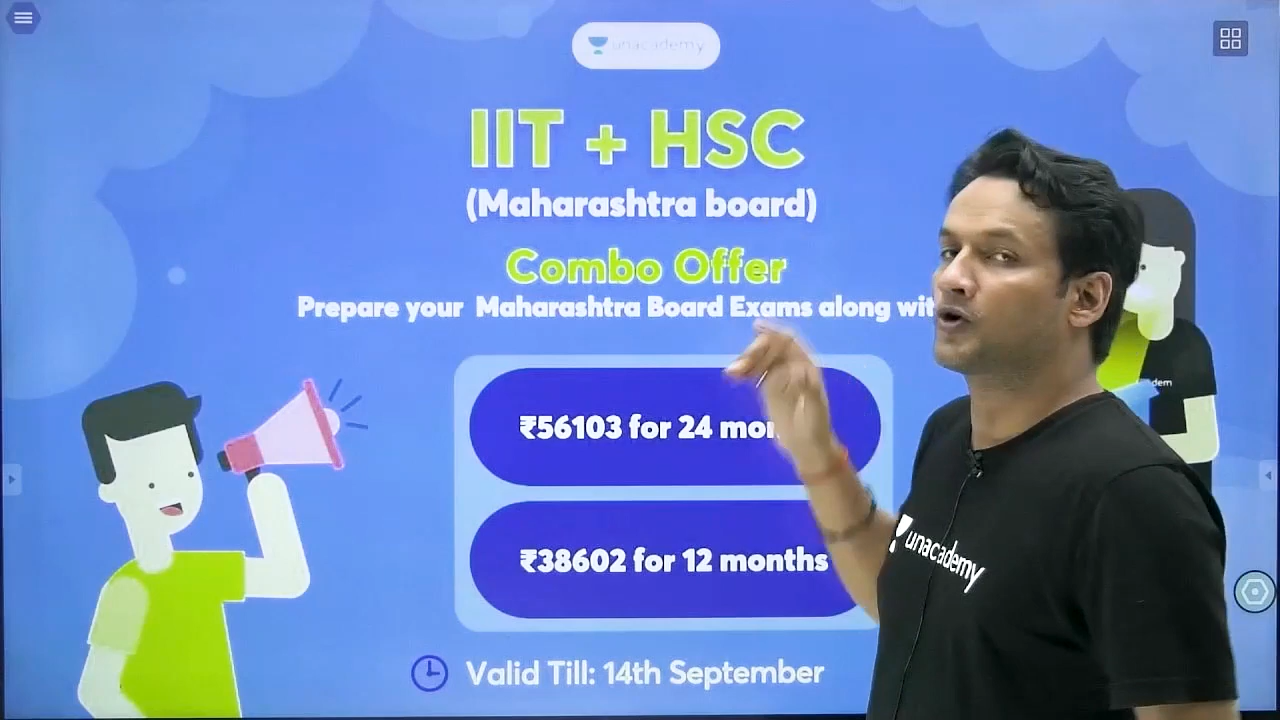 unacademy
IIT + HSC
(Maharashtra board)
Combo Offer
Prepare your Maharashtra Board Exams along
₹56103 for 24
₹38602 for 12 months
Valid Till: 14th September
unacademy